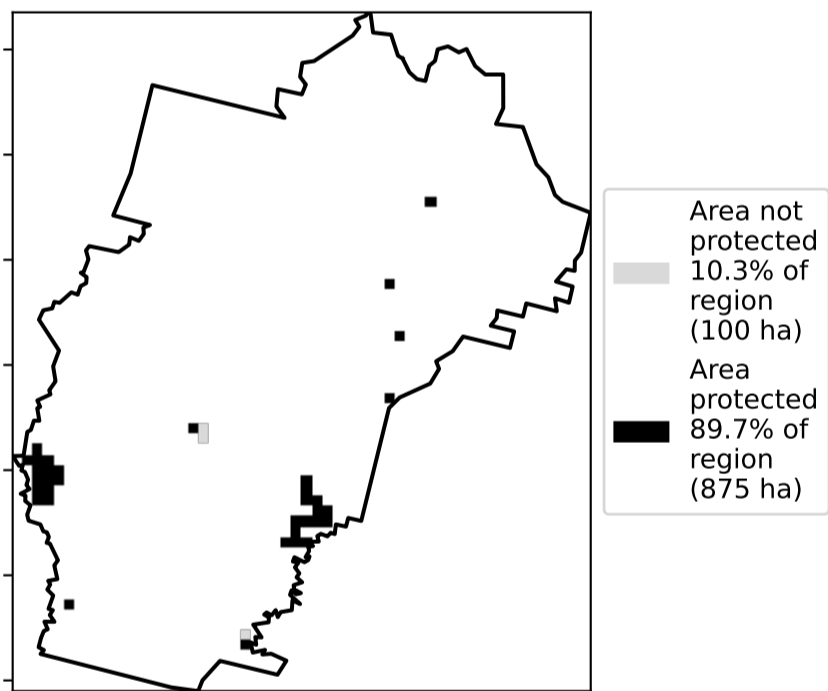 Area not
protected
10.3% of
region
(100 ha)
Area
protected
89.7% of
region
(875 ha)